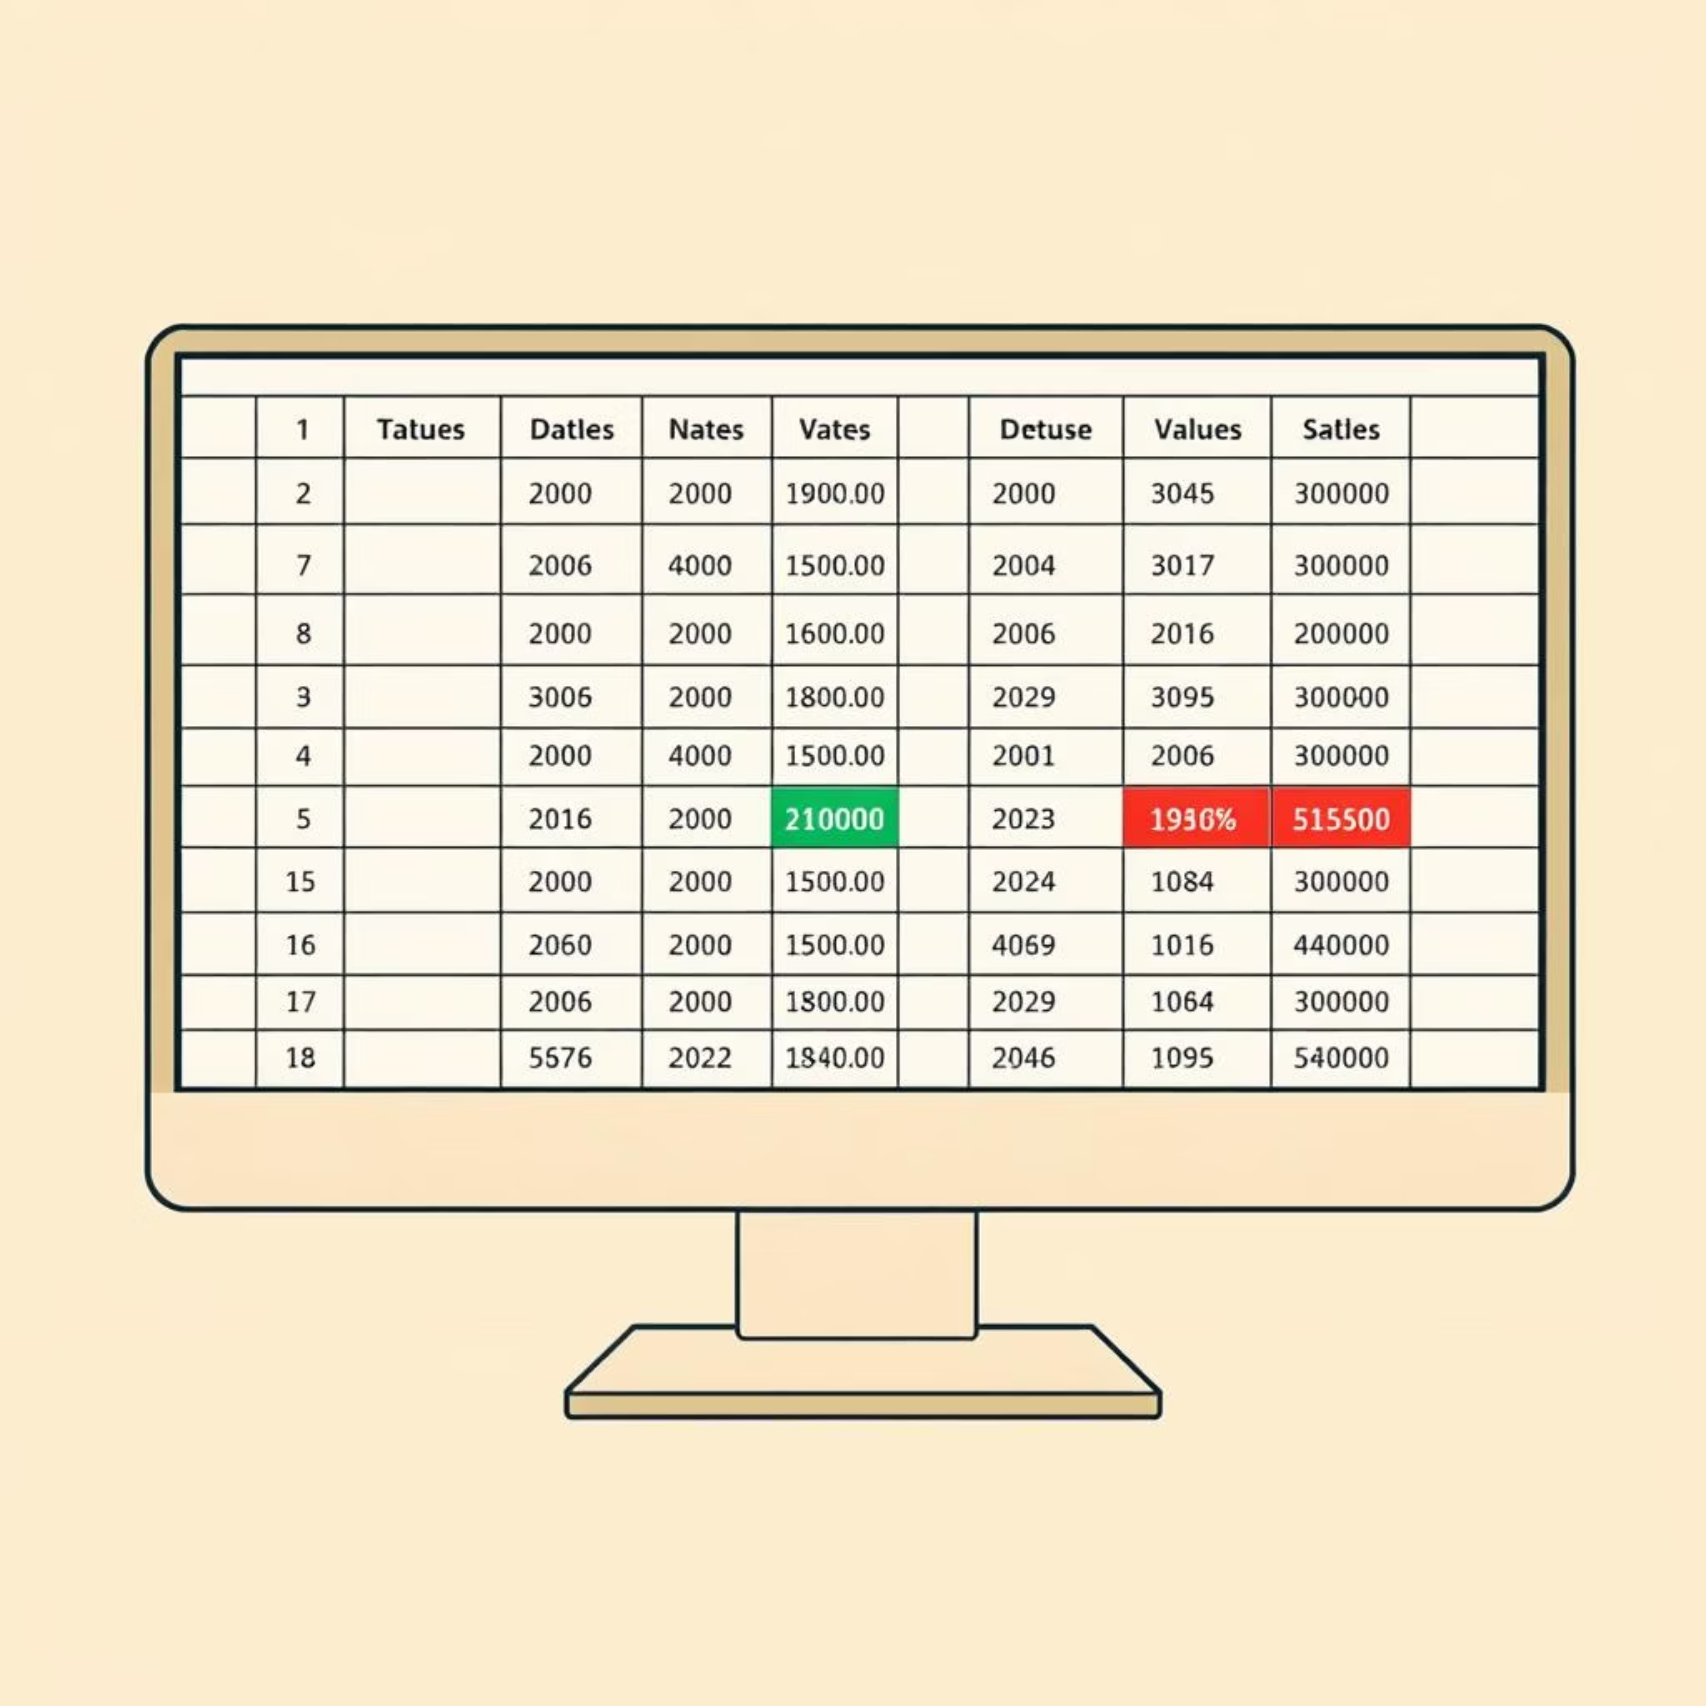 1 Tatues Datles Nates Vates Detuse Values Satles
2 2000 2000 1900.00 2000 3045 300000
7 2006 4000 1500.00 2004 3017 300000
8 2000 2000 1600.00 2006 2016 200000
3 3006 2000 1800.00 2029 3095 300000
4 2000 4000 1500.00 2001 2006 300000
5 2016 2000 210000 2023 515500
15 2000 2000 1500.00 2024 1084 300000
16 2060 2000 1500.00 4069 1016 440000
17 2006 2000 1300.00 2029 1064 300000
18 5576 2022 1840.00 2046 1095 540000